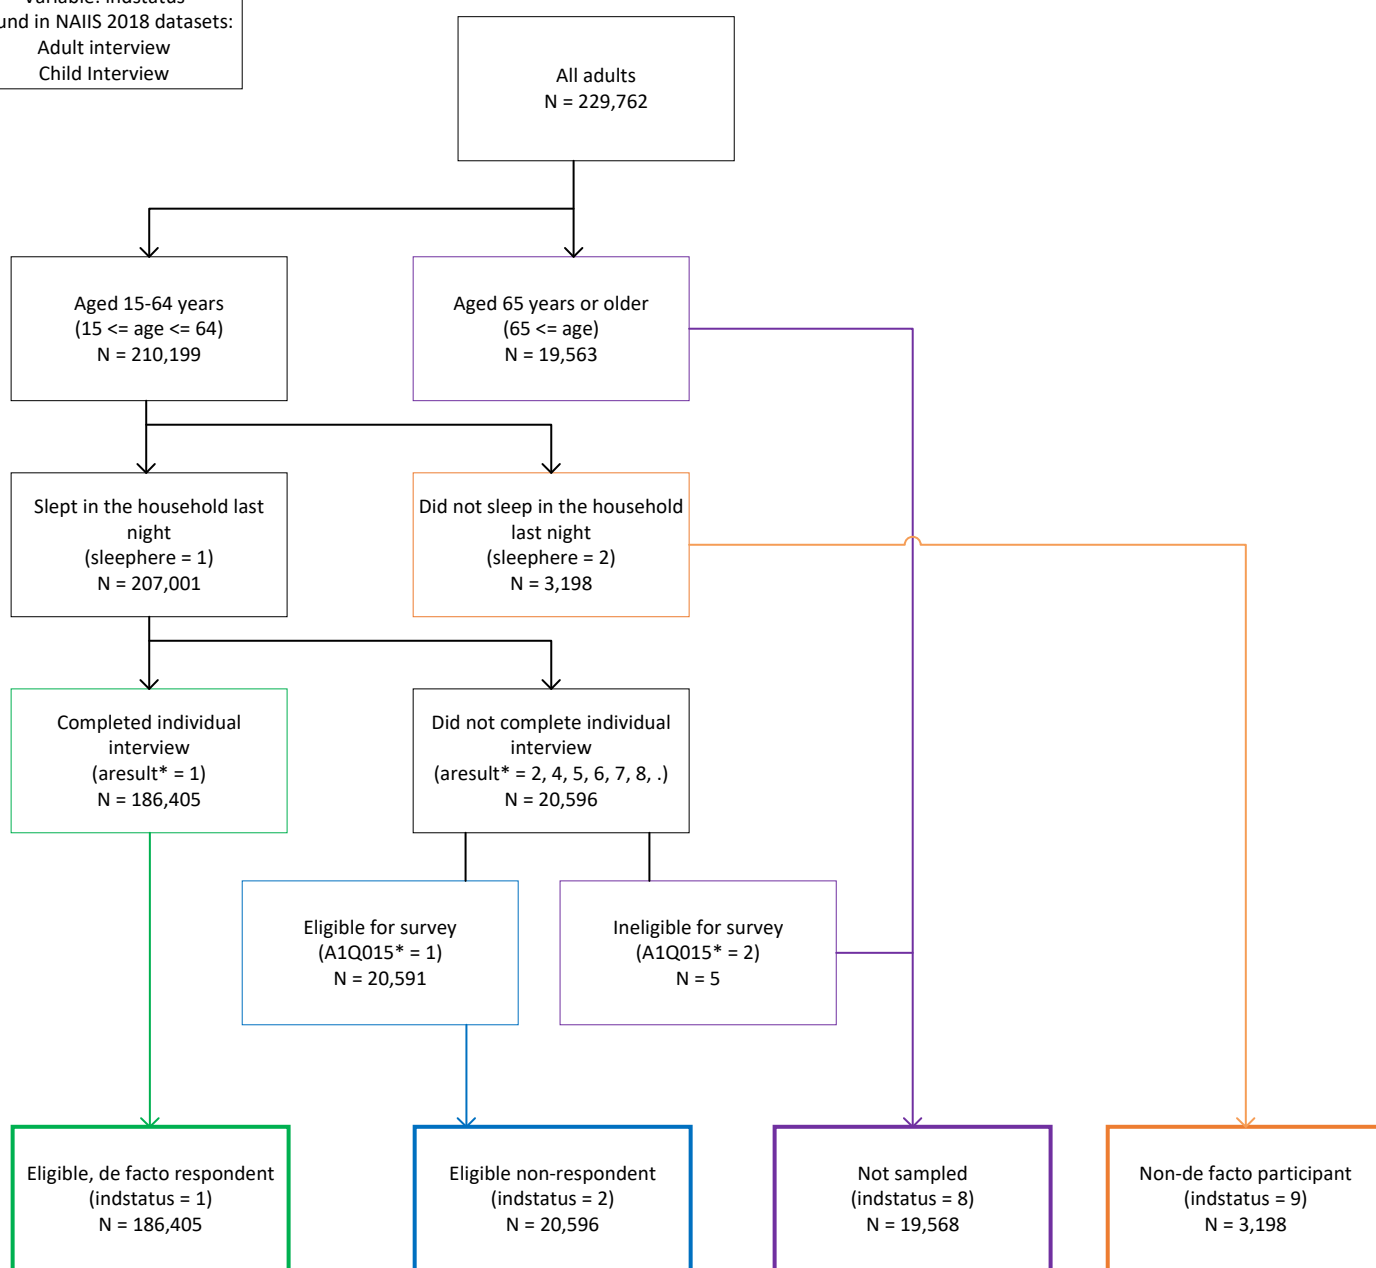 und in NAIIS 2018 datasets:
Adult interview
Child Interview
All adults
N = 229,762
Aged 15-64 years
(15 <= age <= 64)
N = 210,199
Aged 65 years or older
(65 <= age)
N = 19,563
Slept in the household last
night
(sleephere = 1)
N = 207,001
Did not sleep in the household
last night
(sleephere = 2)
N = 3,198
Completed individual
interview
(aresult* = 1)
N = 186,405
Did not complete individual
interview
(aresult* = 2, 4, 5, 6, 7, 8, .)
N = 20,596
Eligible for survey
(A1Q015* = 1)
N = 20,591
Ineligible for survey
(A1Q015* = 2)
N = 5
Eligible, de facto respondent
(indstatus = 1)
N = 186,405
Eligible non-respondent
(indstatus = 2)
N = 20,596
Not sampled
(indstatus = 8)
N = 19,568
Non-de facto participant
(indstatus = 9)
N = 3,198